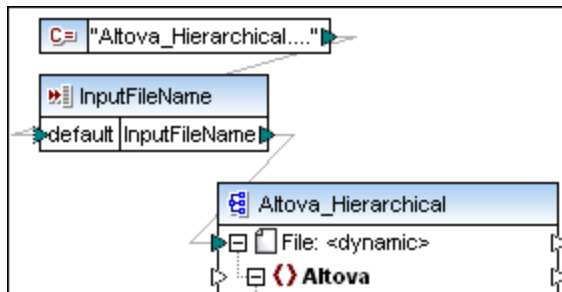 C= "Altova_Hierarchical...."
InputFileName
default InputFileName
Altova_Hierarchical
File: <dynamic>
{} Altova